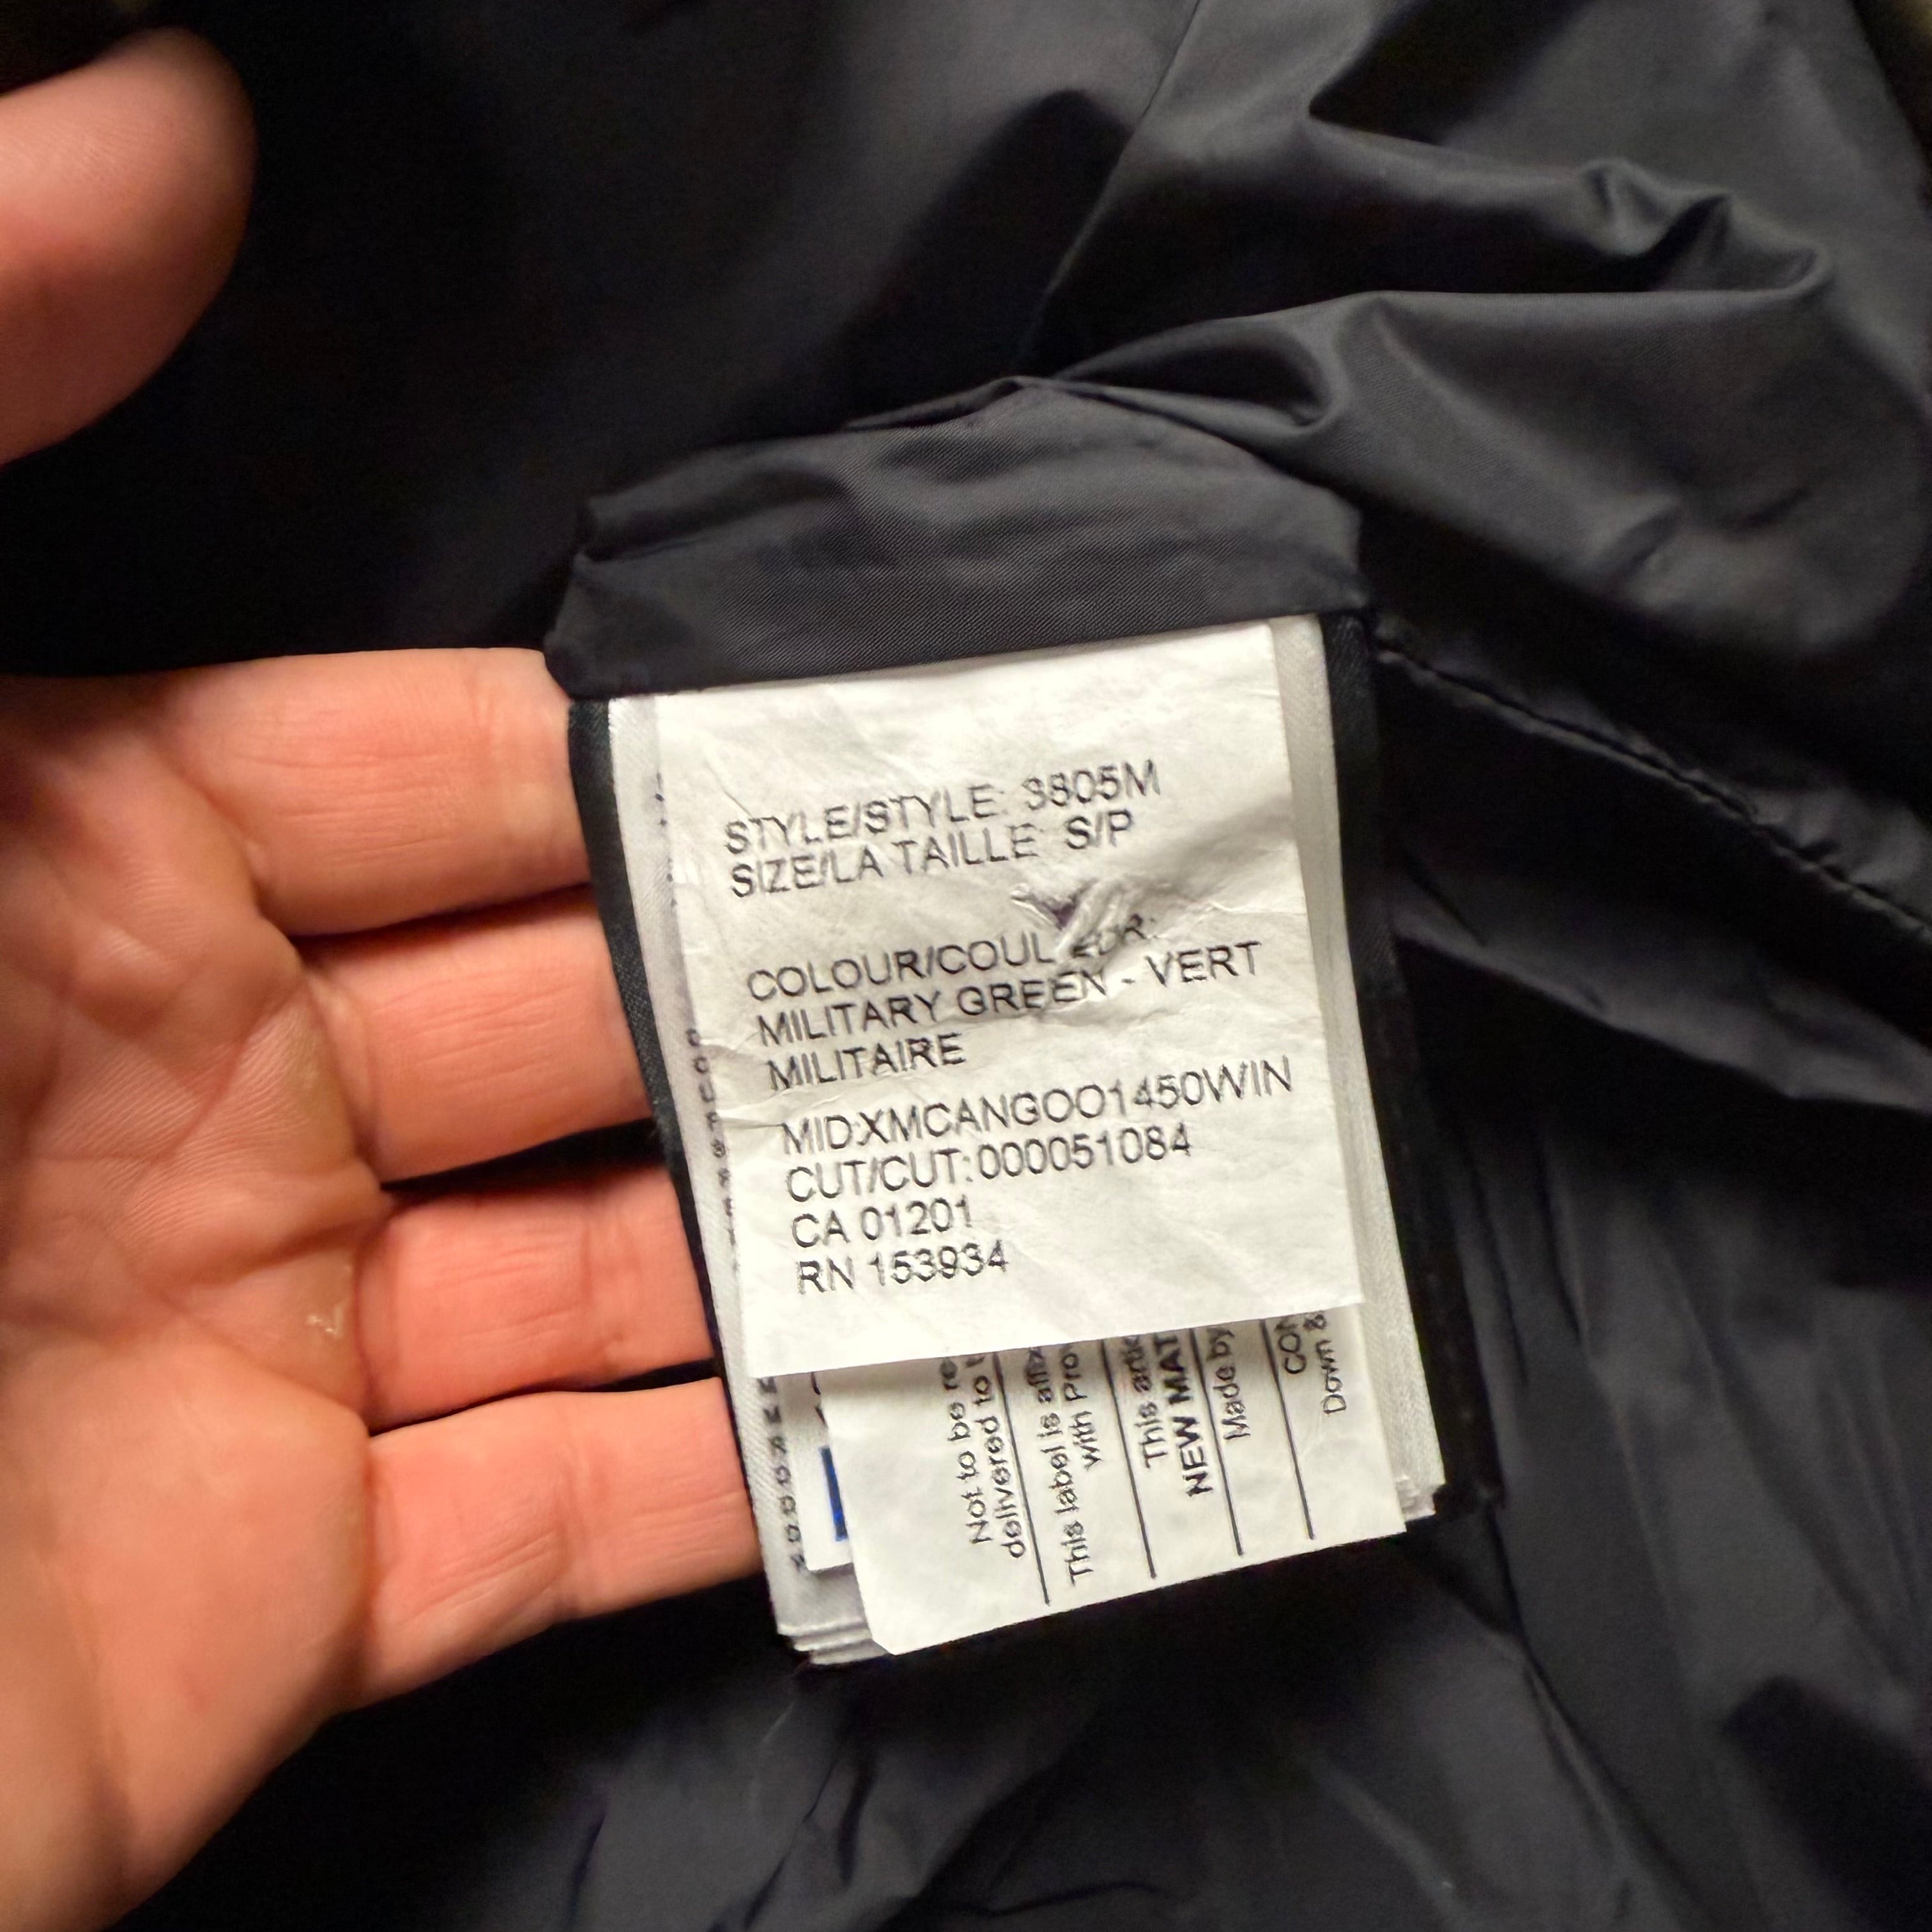 STYLE/STYLE: 3805M
SIZE/LA TAILLE: S/P
COLOUR/COULEUR:
MILITARY GREEN - VERT
MILITAIRE
MID:XMCANGOO1450WIN
CUT/CUT:000051084
CA 01201
RN 153934
Not to be re
delivered to t
This label is affix
with Prov
This artic
NEW MAT
Made by
CON
Down &